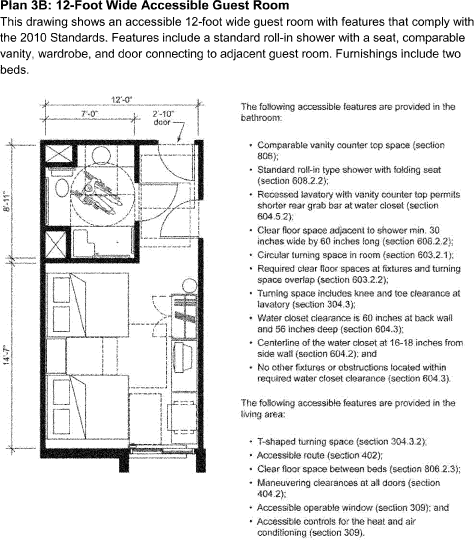 Plan 3B: 12-Foot Wide Accessible Guest Room
This drawing shows an accessible 12-foot wide guest room with features that comply with
the 2010 Standards. Features include a standard roll-in shower with a seat, comparable
vanity, wardrobe, and door connecting to adjacent guest room. Furnishings include two
beds.
12'-0"
7'-0"
2'-10"
door
8'-11"
14'-7"
The following accessible features are provided in the
bathroom:
• Comparable vanity counter top space (section
806);
• Standard roll-in type shower with folding seat
(section 608.2.2);
• Recessed lavatory with vanity counter top permits
shorter rear grab bar at water closet (section
604.5.2);
• Clear floor space adjacent to shower min. 30
inches wide by 60 inches long (section 608.2.2);
• Circular turning space in room (section 603.2.1);
• Required clear floor spaces at fixtures and turning
space overlap (section 603.2.2);
• Turning space includes knee and toe clearance at
lavatory (section 304.3);
• Water closet clearance is 60 inches at back wall
and 56 inches deep (section 604.3);
• Centerline of the water closet at 16-18 inches from
side wall (section 604.2); and
• No other fixtures or obstructions located within
required water closet clearance (section 604.3).
The following accessible features are provided in the
living area:
• T-shaped turning space (section 304.3.2);
• Accessible route (section 402);
• Clear floor space between beds (section 806.2.3);
• Maneuvering clearances at all doors (section
404.2);
• Accessible operable window (section 309); and
• Accessible controls for the heat and air
conditioning (section 309).